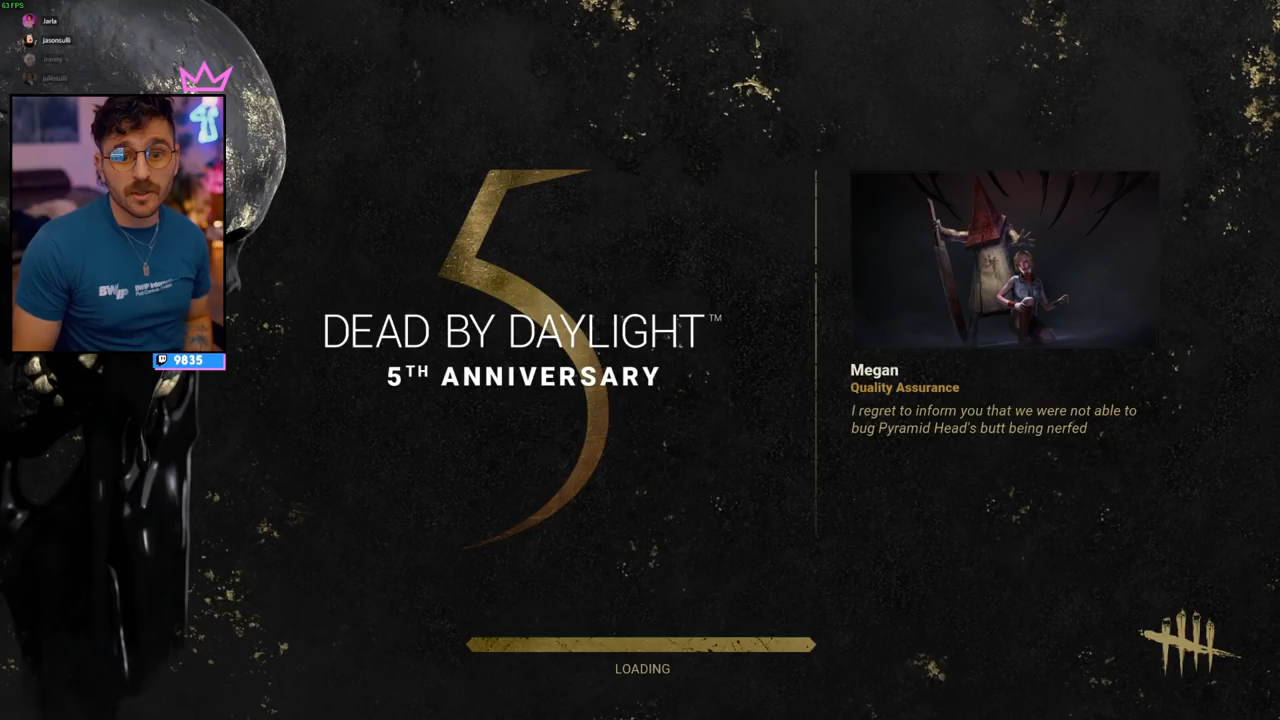 63 FPS
Jarla
jasonsulli
9835
DEAD BY DAYLIGHT™
5TH ANNIVERSARY
Megan
Quality Assurance
I regret to inform you that we were not able to
bug Pyramid Head's butt being nerfed
LOADING